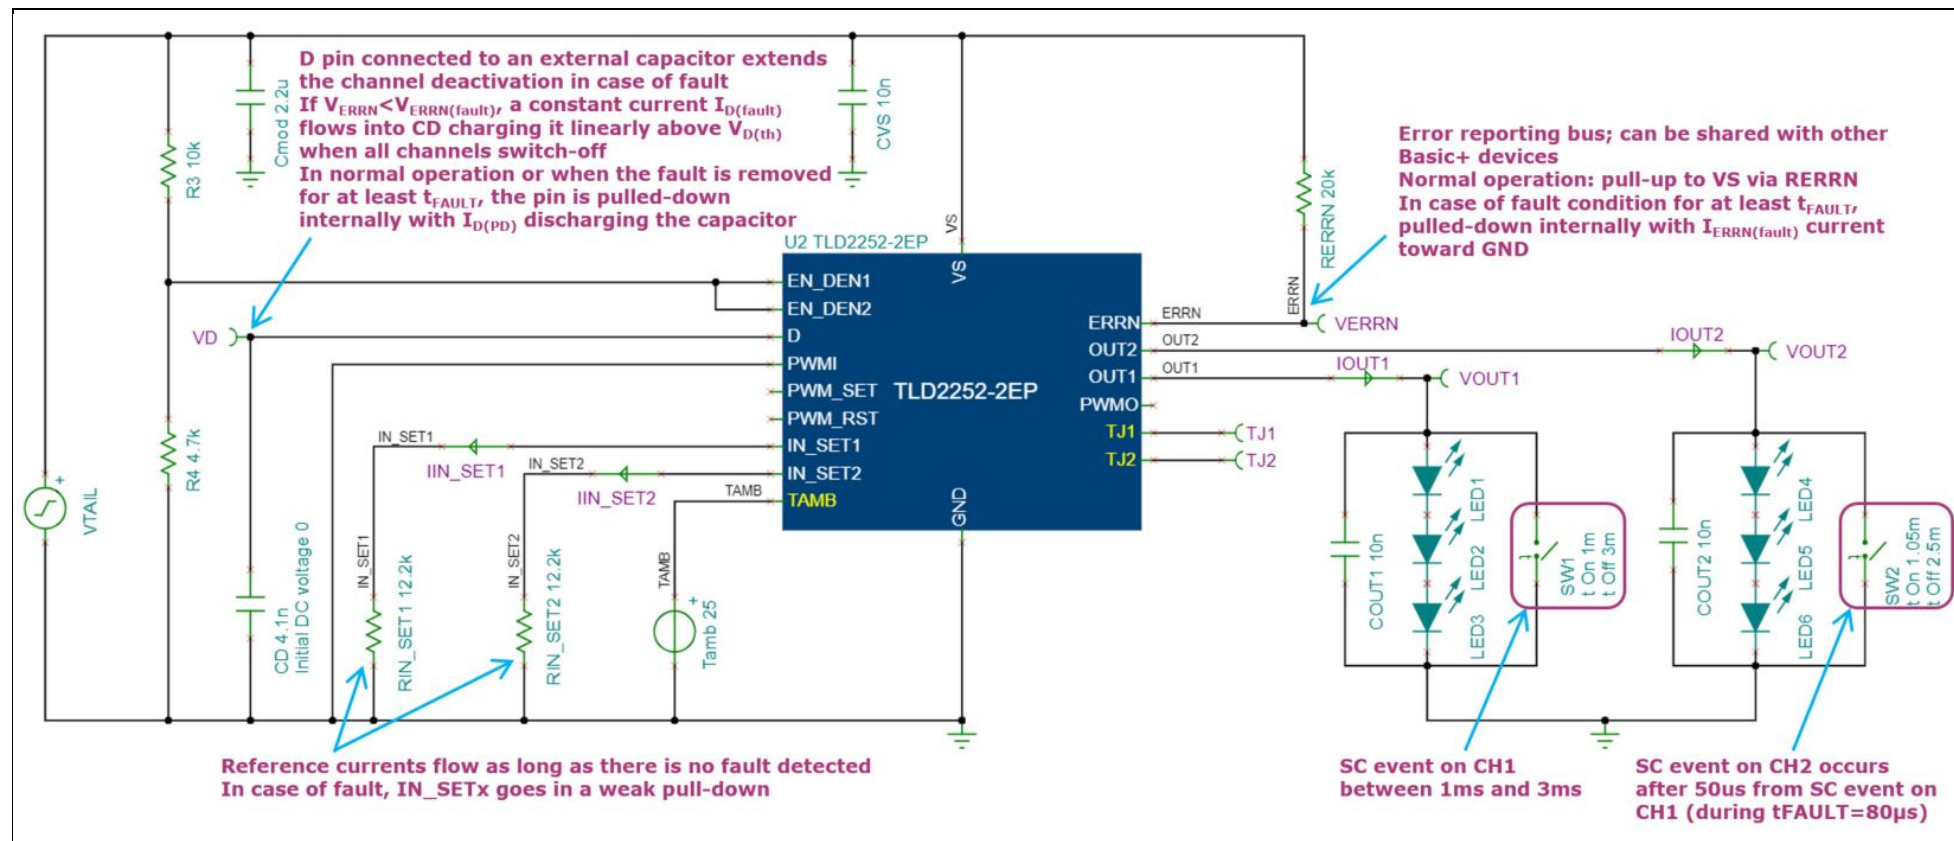 D pin connected to an external capacitor extends
the channel deactivation in case of fault
If VERRN<VERRN(fault), a constant current ID(fault)
flows into CD charging it linearly above VD(th)
when all channels switch-off
In normal operation or when the fault is removed
for at least tFAULT, the pin is pulled-down
internally with ID(PD) discharging the capacitor
Cmod 2.2u
CVS 10n
R3 10k
Error reporting bus; can be shared with other
Basic+ devices
Normal operation: pull-up to VS via RERRN
In case of fault condition for at least tFAULT,
pulled-down internally with IERRN(fault) current
toward GND
RERRN 20k
ERRN
VS
U2 TLD2252-2EP
VS
EN_DEN1
EN_DEN2
D
PWMI
PWM_SET
PWM_RST
IN_SET1
IN_SET2
TAMB
TLD2252-2EP
GND
ERRN
OUT2
OUT1
PWMO
TJ1
TJ2
ERRN
OUT2
OUT1
VERRN
IOUT2
VOUT2
IOUT1
VOUT1
TJ1
TJ2
VD
R4 4.7k
VTAIL
+
IN_SET1
IIN_SET1
IN_SET2
IIN_SET2
TAMB
CD 4.1n
Initial DC voltage 0
IN_SET1
RIN_SET1 12.2k
IN_SET2
RIN_SET2 12.2k
TAMB
+
Tamb 25
COUT1 10n
LED1
LED2
LED3
SW1
t On 1m
t Off 3m
COUT2 10n
LED4
LED5
LED6
SW2
t On 1.05m
t Off 2.5m
Reference currents flow as long as there is no fault detected
In case of fault, IN_SETx goes in a weak pull-down
SC event on CH1
between 1ms and 3ms
SC event on CH2 occurs
after 50us from SC event on
CH1 (during tFAULT=80µs)